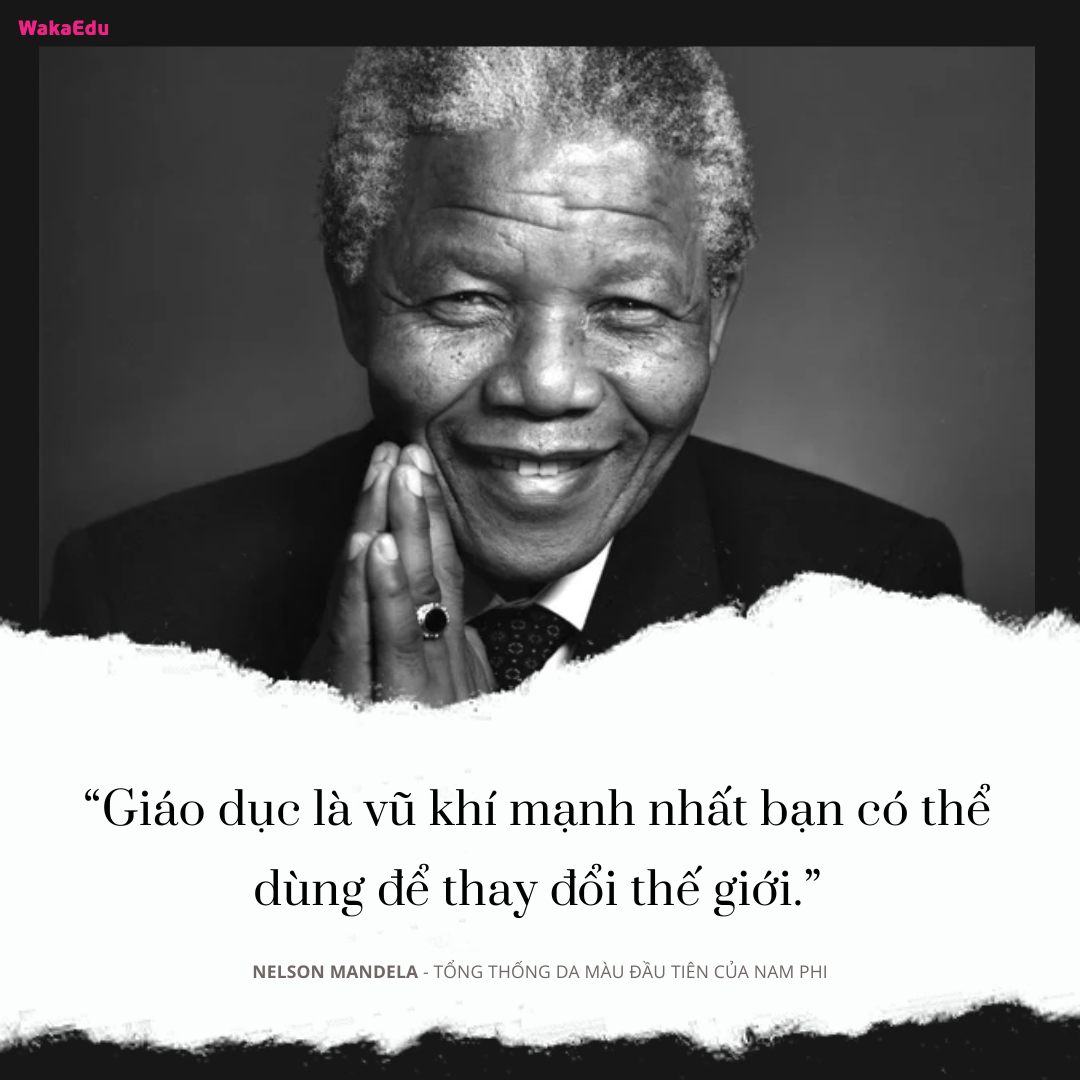 WakaEdu
“Giáo dục là vũ khí mạnh nhất bạn có thể
dùng để thay đổi thế giới.”
NELSON MANDELA - TỔNG THỐNG DA MÀU ĐẦU TIÊN CỦA NAM PHI